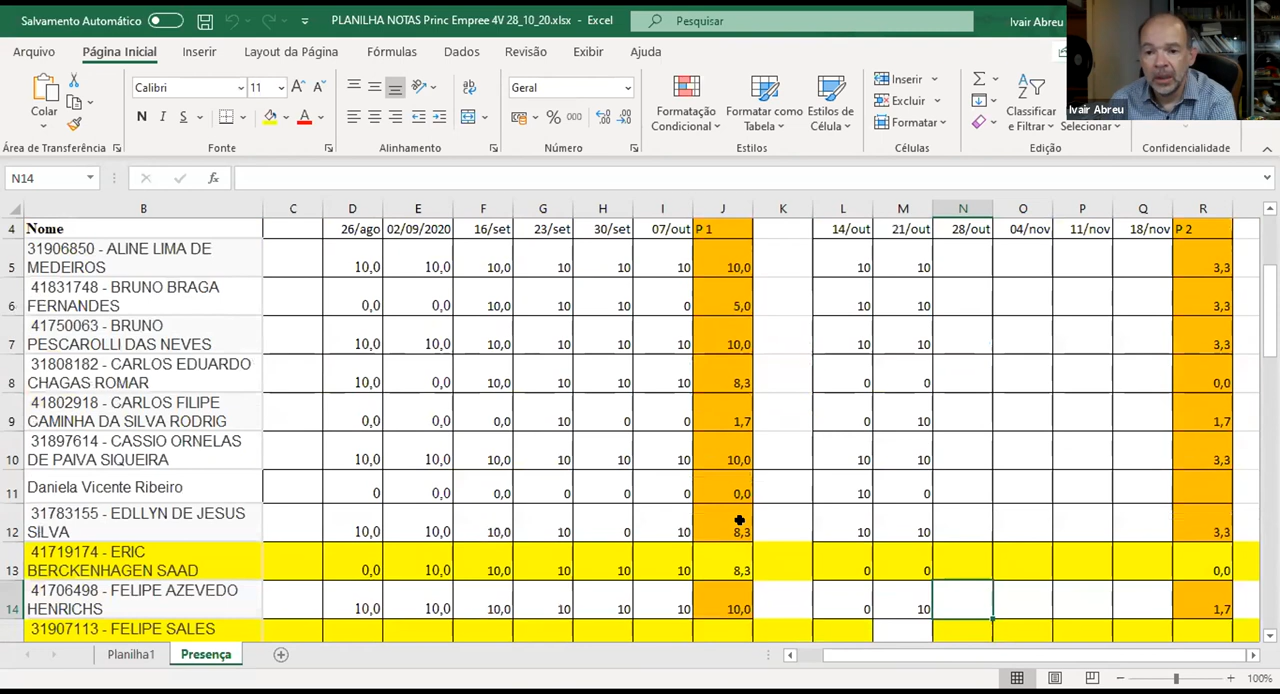 Salvamento Automático
PLANILHA NOTAS Princ Empree 4V 28_10_20.xlsx - Excel
Pesquisar
Ivair Abreu
Arquivo Página Inicial Inserir Layout da Página Fórmulas Dados Revisão Exibir Ajuda
Ivair Abreu
Colar
Calibri 11
N I S
Geral
% 000
Formatação Condicional
Formatar como Tabela
Estilos de Célula
Inserir
Excluir
Formatar
Classificar e Filtrar
Selecionar
Área de Transferência Fonte Alinhamento Número Estilos Células Edição Confidencialidade
N14 fx
B C D E F G H I J K L M N O P Q R
4 Nome 26/ago 02/09/2020 16/set 23/set 30/set 07/out P 1 14/out 21/out 28/out 04/nov 11/nov 18/nov P 2
31906850 - ALINE LIMA DE
5 MEDEIROS 10,0 10,0 10,0 10 10 10 10,0 10 10 3,3
41831748 - BRUNO BRAGA
6 FERNANDES 0,0 0,0 10,0 10 10 0 5,0 10 10 3,3
41750063 - BRUNO
7 PESCAROLLI DAS NEVES 10,0 10,0 10,0 10 10 10 10,0 10 10 3,3
31808182 - CARLOS EDUARDO
8 CHAGAS ROMAR 10,0 0,0 10,0 10 10 10 8,3 0 0 0,0
41802918 - CARLOS FILIPE
9 CAMINHA DA SILVA RODRIG 0,0 0,0 0,0 10 0 0 1,7 0 10 1,7
31897614 - CASSIO ORNELAS
10 DE PAIVA SIQUEIRA 10,0 10,0 10,0 10 10 10 10,0 10 10 3,3
11 Daniela Vicente Ribeiro 0 0,0 0,0 0 0 0 0,0 10 0
31783155 - EDLLYN DE JESUS
12 SILVA 10,0 10,0 10,0 10 0 10 8,3 10 10 3,3
41719174 - ERIC
13 BERCKENHAGEN SAAD 0,0 10,0 10,0 10 10 10 8,3 0 0 0,0
41706498 - FELIPE AZEVEDO
14 HENRICHS 10,0 10,0 10,0 10 10 10 10,0 0 10 1,7
31907113 - FELIPE SALES
Planilha1 Presença
100%